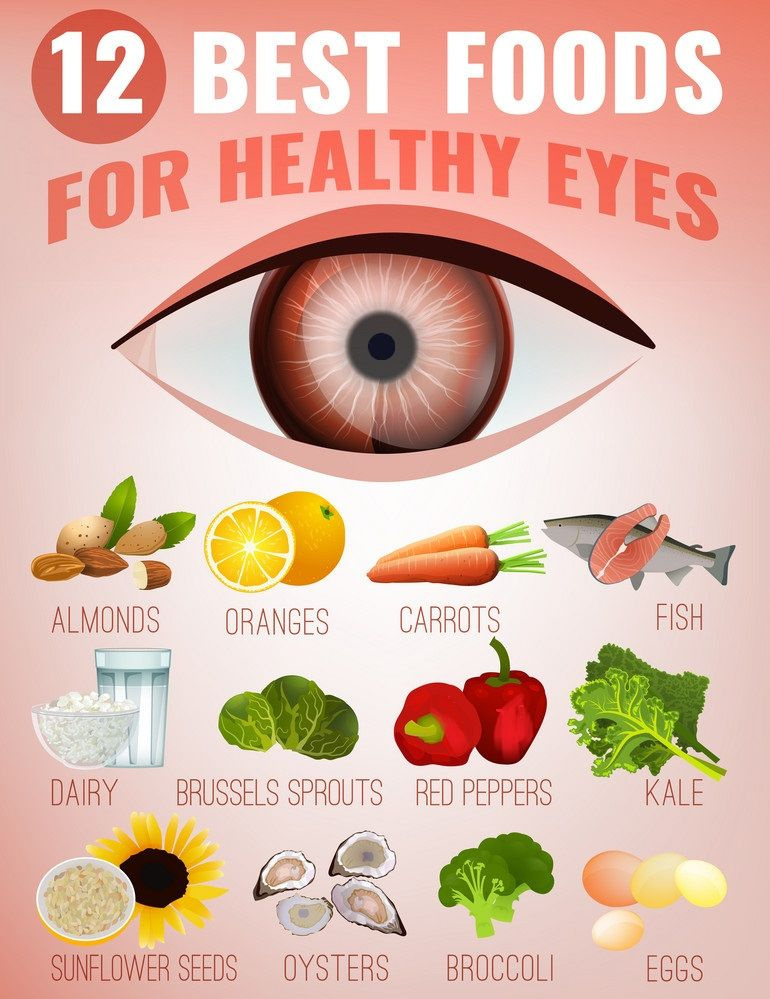 12 BEST FOODS
FOR HEALTHY EYES
ALMONDS
ORANGES
CARROTS
FISH
DAIRY
BRUSSELS SPROUTS
RED PEPPERS
KALE
SUNFLOWER SEEDS
OYSTERS
BROCCOLI
EGGS